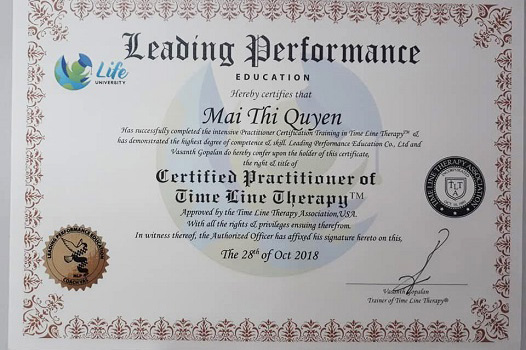 Life
UNIVERSITY
Leading Performance
EDUCATION
Hereby certifies that
Mai Thi Quyen
Has successfully completed the intensive Practitioner Certification Training in Time Line Therapy™ &
has demonstrated the highest degree of competence & skill. Leading Performance Education Co., Ltd and
Vasanth Gopalan do hereby confer upon the holder of this certificate,
the right & title of
Certified Practitioner of
Time Line Therapy™
Approved by the Time Line Therapy Association,USA.
With all the rights & privileges ensuing therefrom.
In witness thereof, the Authorized Officer has affixed his signature hereto on this,
The 28th of Oct 2018
TIME LINE THERAPY ASSOCIATION
TLT
LEADING PERFORMANCE EDUCATION
NLP
Vasanth Gopalan
Trainer of Time Line Therapy®